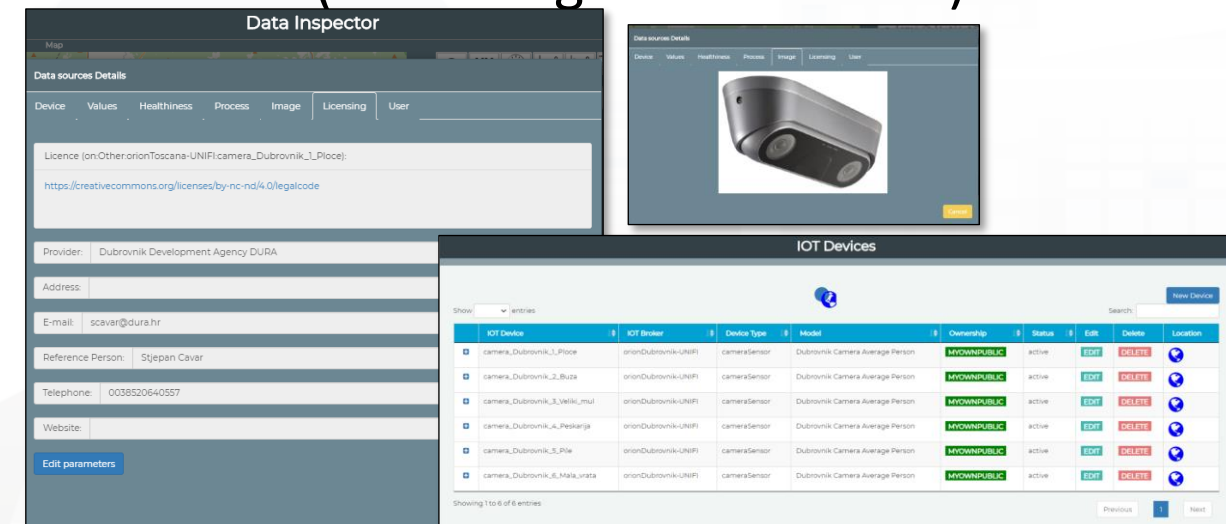 Data Inspector
Map
Data sources Details
Device Values Healthiness Process Image Licensing User
Licence (on:Other:orionToscana-UNIFI:camera_Dubrovnik_1_Ploce):
https://creativecommons.org/licenses/by-nc-nd/4.0/legalcode
Provider: Dubrovnik Development Agency DURA
Address:
E-mail: scavar@dura.hr
Reference Person: Stjepan Cavar
Telephone: 0038520640557
Website:
Edit parameters
Data sources Details
Device Values Healthiness Process Image Licensing User
Cancel
IOT Devices
New Device
Show entries Search:
IOT Device IOT Broker Device Type Model Ownership Status Edit Delete Location
camera_Dubrovnik_1_Ploce orionDubrovnik-UNIFI cameraSensor Dubrovnik Camera Average Person MYOWNPUBLIC active EDIT DELETE
camera_Dubrovnik_2_Buza orionDubrovnik-UNIFI cameraSensor Dubrovnik Camera Average Person MYOWNPUBLIC active EDIT DELETE
camera_Dubrovnik_3_Veliki_mul orionDubrovnik-UNIFI cameraSensor Dubrovnik Camera Average Person MYOWNPUBLIC active EDIT DELETE
camera_Dubrovnik_4_Peskarija orionDubrovnik-UNIFI cameraSensor Dubrovnik Camera Average Person MYOWNPUBLIC active EDIT DELETE
camera_Dubrovnik_5_Pile orionDubrovnik-UNIFI cameraSensor Dubrovnik Camera Average Person MYOWNPUBLIC active EDIT DELETE
camera_Dubrovnik_6_Mala_vrata orionDubrovnik-UNIFI cameraSensor Dubrovnik Camera Average Person MYOWNPUBLIC active EDIT DELETE
Showing 1 to 6 of 6 entries
Previous 1 Next